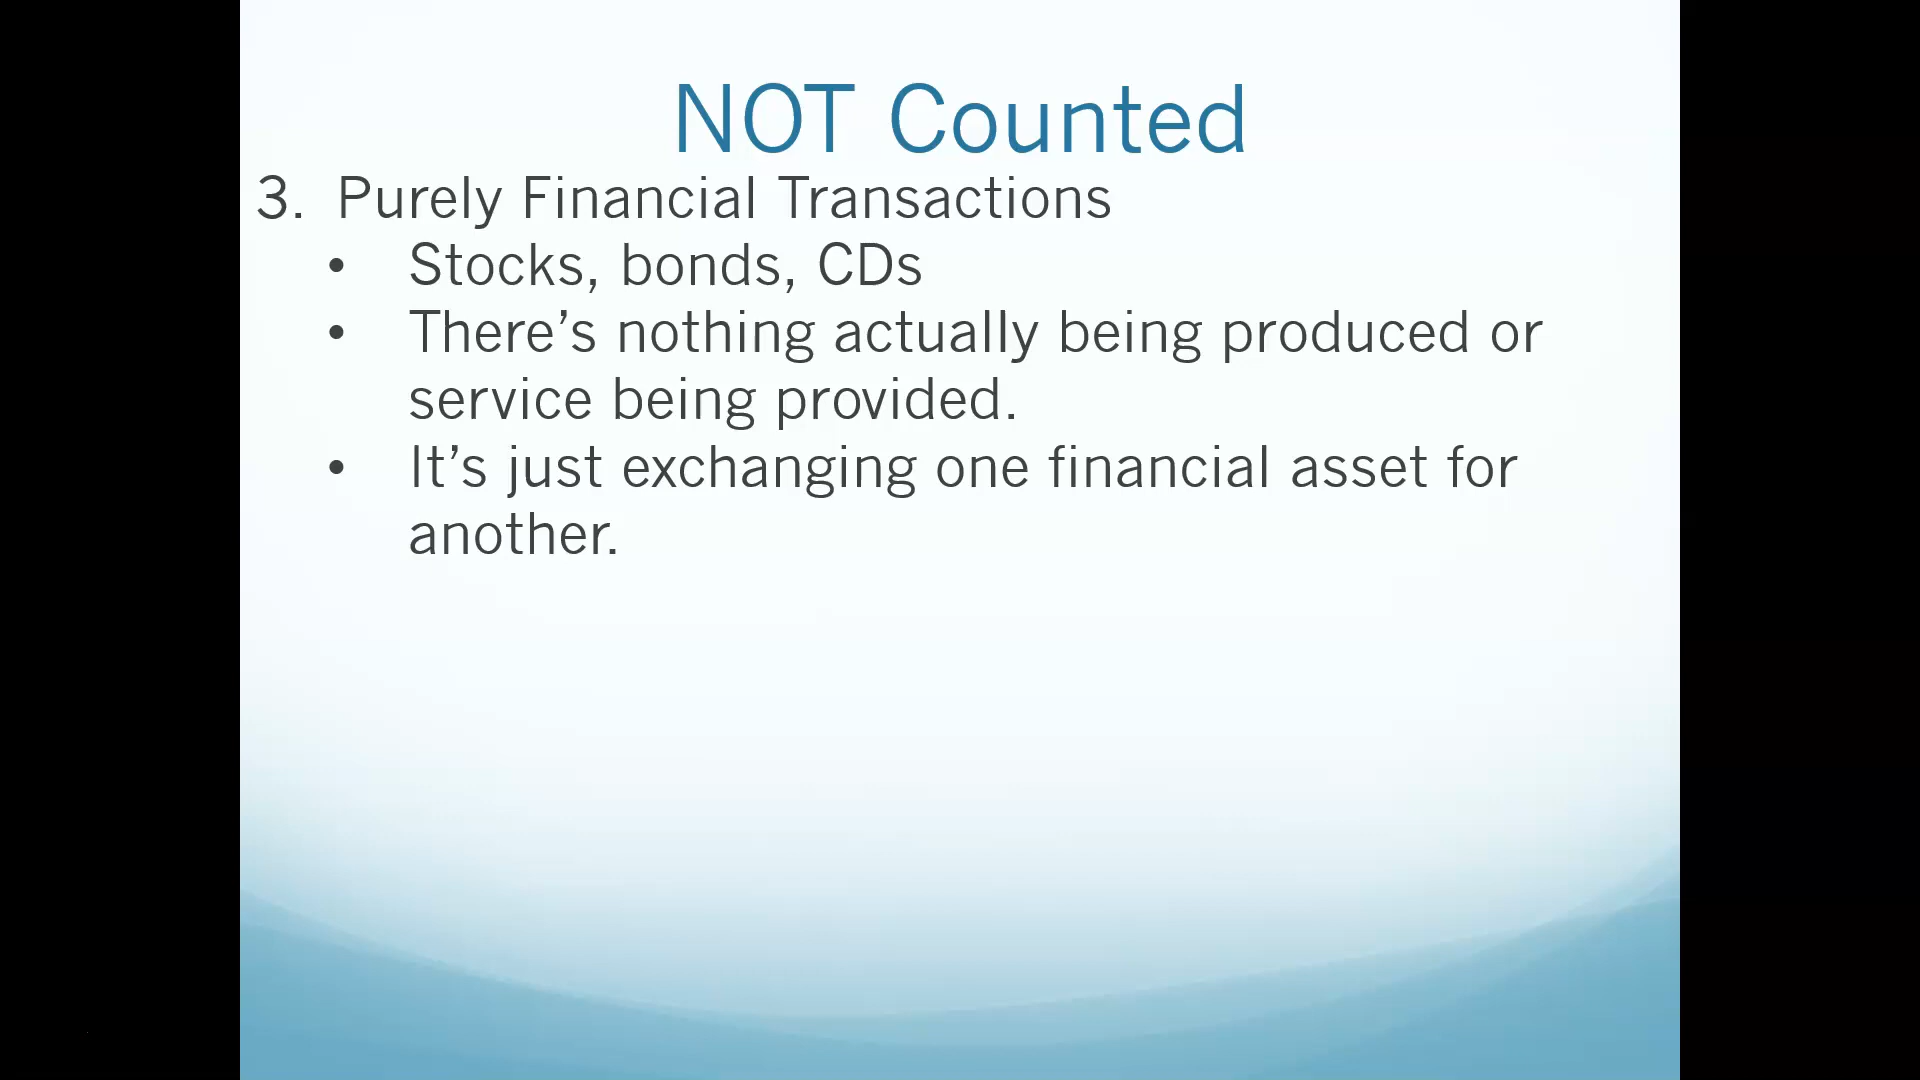 NOT Counted
3. Purely Financial Transactions
• Stocks, bonds, CDs
• There’s nothing actually being produced or
service being provided.
• It’s just exchanging one financial asset for
another.